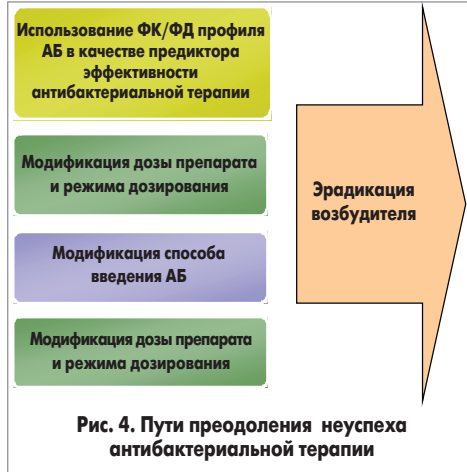 Использование ФК/ФД профиля
АБ в качестве предиктора
эффективности
антибактериальной терапии
Модификация дозы препарата
и режима дозирования
Модификация способа
введения АБ
Модификация дозы препарата
и режима дозирования
Эрадикация
возбудителя
Рис. 4. Пути преодоления неуспеха
антибактериальной терапии